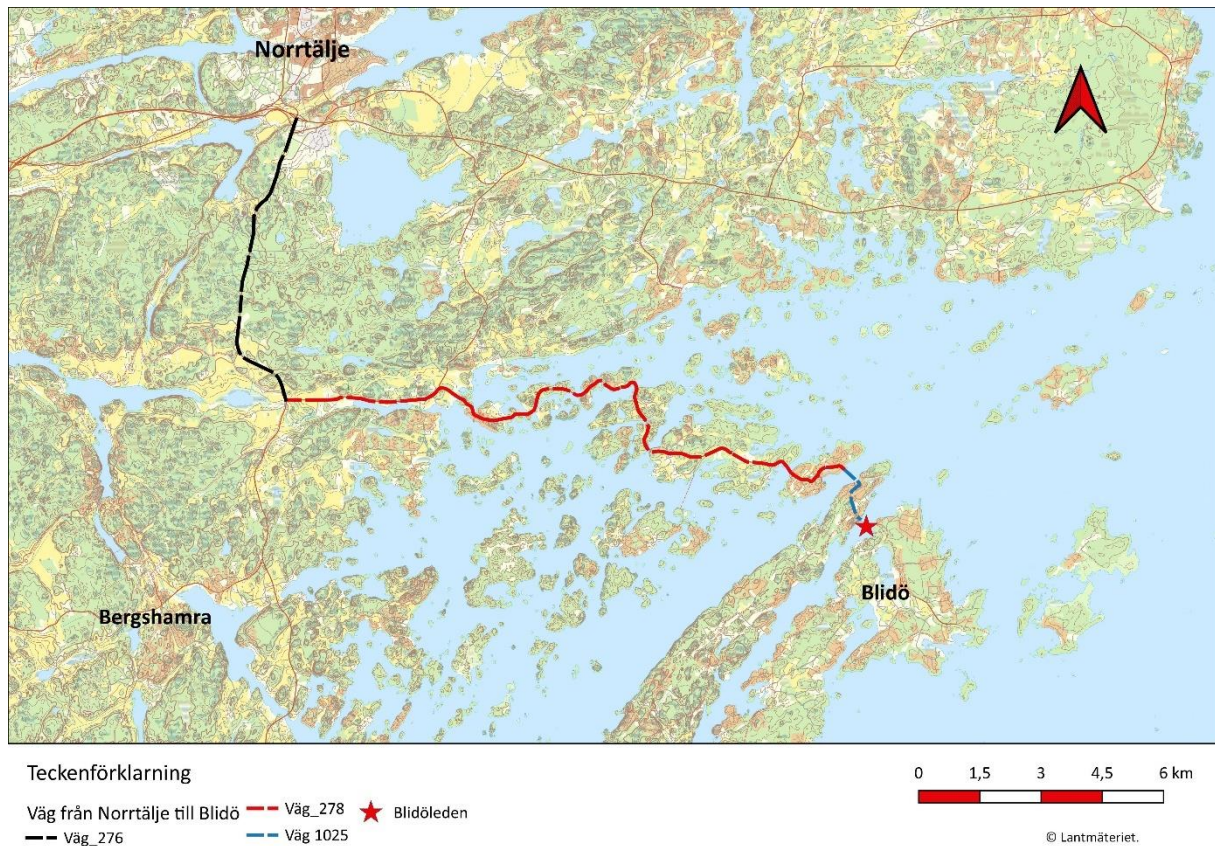 Norrtälje
Bergshamra
Blidö
Teckenförklarning
Väg från Norrtälje till Blidö
Väg_276
Väg_278
Väg 1025
Blidöleden
0 1,5 3 4,5 6 km
© Lantmäteriet.